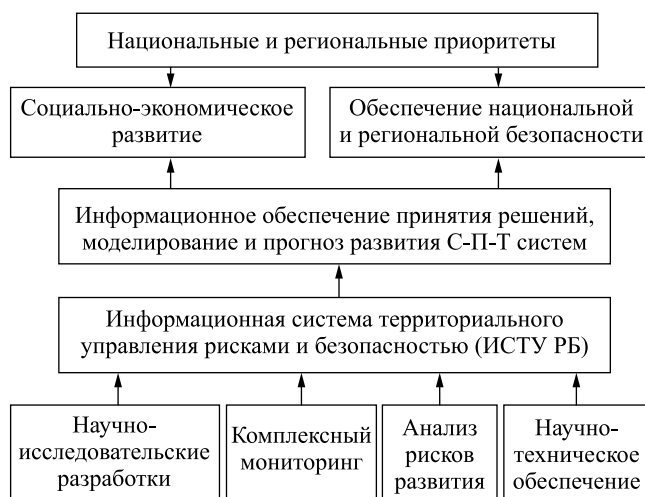 Национальные и региональные приоритеты
Социально-экономическое
развитие
Обеспечение национальной
и региональной безопасности
Информационное обеспечение принятия решений,
моделирование и прогноз развития С-П-Т систем
Информационная система территориального
управления рисками и безопасностью (ИСТУ РБ)
Научно-
исследовательские
разработки
Комплексный
мониторинг
Анализ
рисков
развития
Научно-
техническое
обеспечение